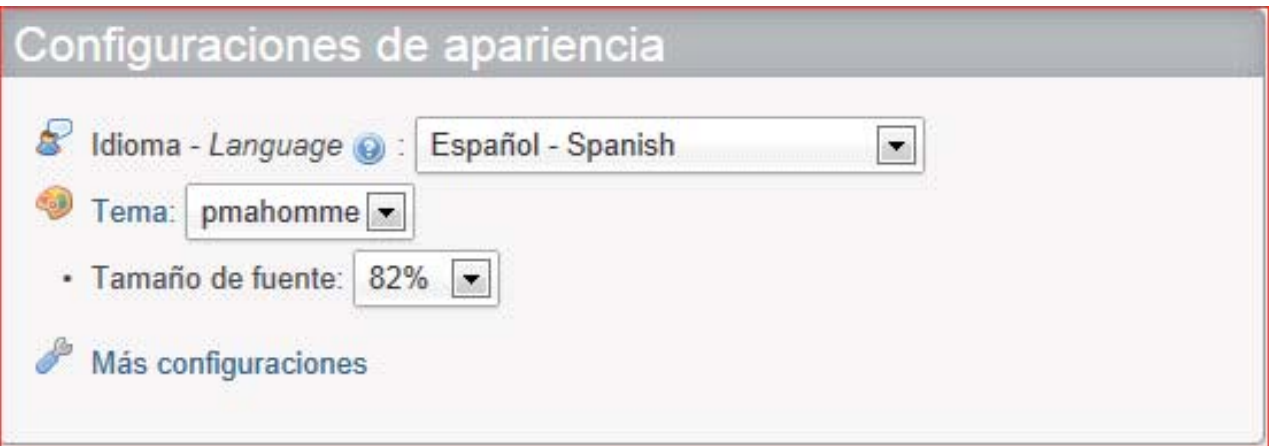 Configuraciones de apariencia
Idioma - Language : Español - Spanish
Tema: pmahomme
• Tamaño de fuente: 82%
Más configuraciones